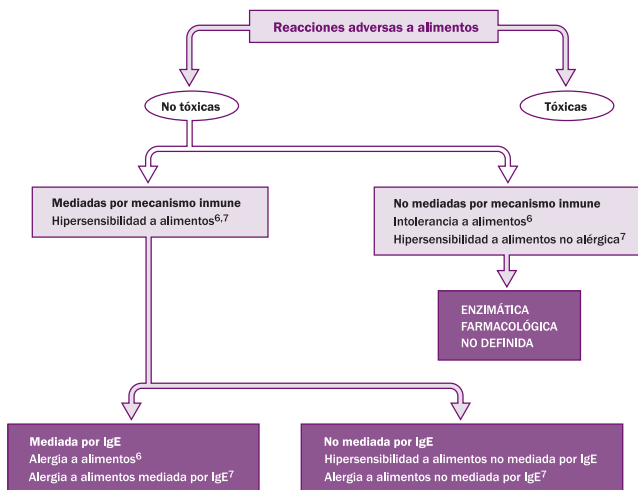 Reacciones adversas a alimentos
No tóxicas
Tóxicas
Mediadas por mecanismo inmune
Hipersensibilidad a alimentos6,7
No mediadas por mecanismo inmune
Intolerancia a alimentos6
Hipersensibilidad a alimentos no alérgica7
ENZIMÁTICA
FARMACOLÓGICA
NO DEFINIDA
Mediada por IgE
Alergia a alimentos6
Alergia a alimentos mediada por IgE7
No mediada por IgE
Hipersensibilidad a alimentos no mediada por IgE
Alergia a alimentos no mediada por IgE7